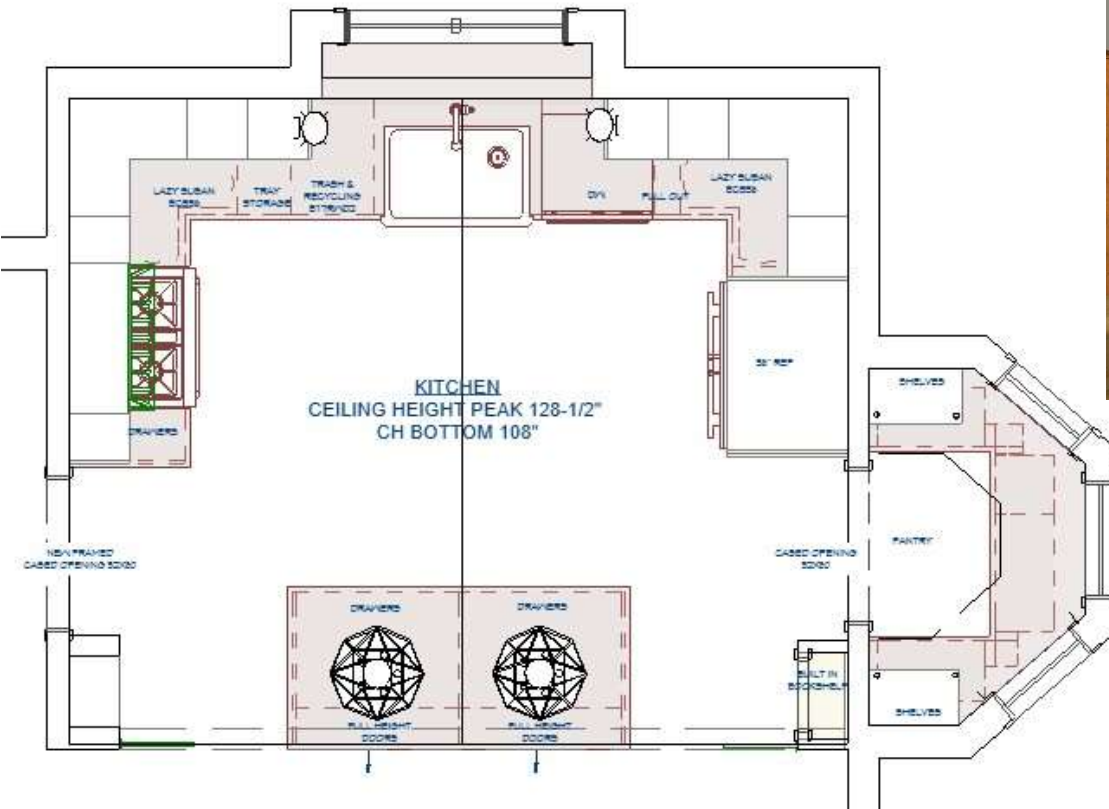 LAZY SUSAN
TRAY
STORAGE
TRASH &
RECYCLING
D/W
PULL OUT
LAZY SUSAN
36" REF
SHELVES
KITCHEN
CEILING HEIGHT PEAK 128-1/2"
CH BOTTOM 108"
DRAWERS
NEW FRAMED
CASED OPENING
CASED OPENING
PANTRY
DRAWERS
DRAWERS
BUILT IN
BOOKSHELF
SHELVES
FULL HEIGHT
DOORS
FULL HEIGHT
DOORS